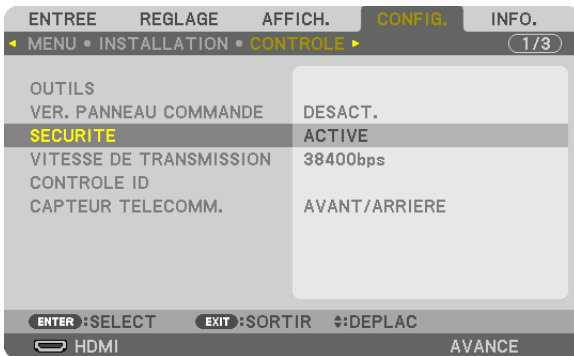 ENTREE REGLAGE AFFICH. CONFIG. INFO.
MENU • INSTALLATION • CONTROLE 1/3
OUTILS
VER. PANNEAU COMMANDE DESACT.
SECURITE ACTIVE
VITESSE DE TRANSMISSION 38400bps
CONTROLE ID
CAPTEUR TELECOMM. AVANT/ARRIERE
ENTER :SELECT EXIT :SORTIR :DEPLAC
HDMI AVANCE